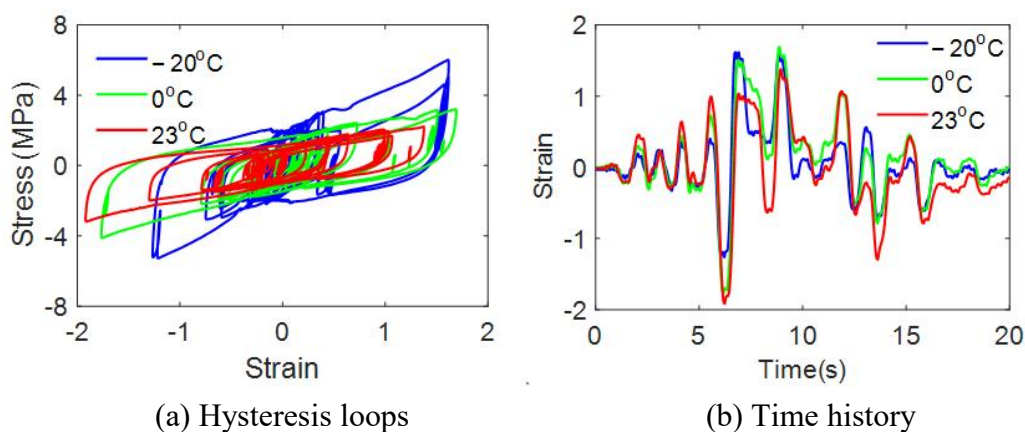 8
4
0
-4
-8
Stress (MPa)
− 20°C
0°C
23°C
-2
-1
0
1
2
Strain
(a) Hysteresis loops
2
1
0
-1
-2
Strain
− 20°C
0°C
23°C
0
5
10
15
20
Time(s)
(b) Time history